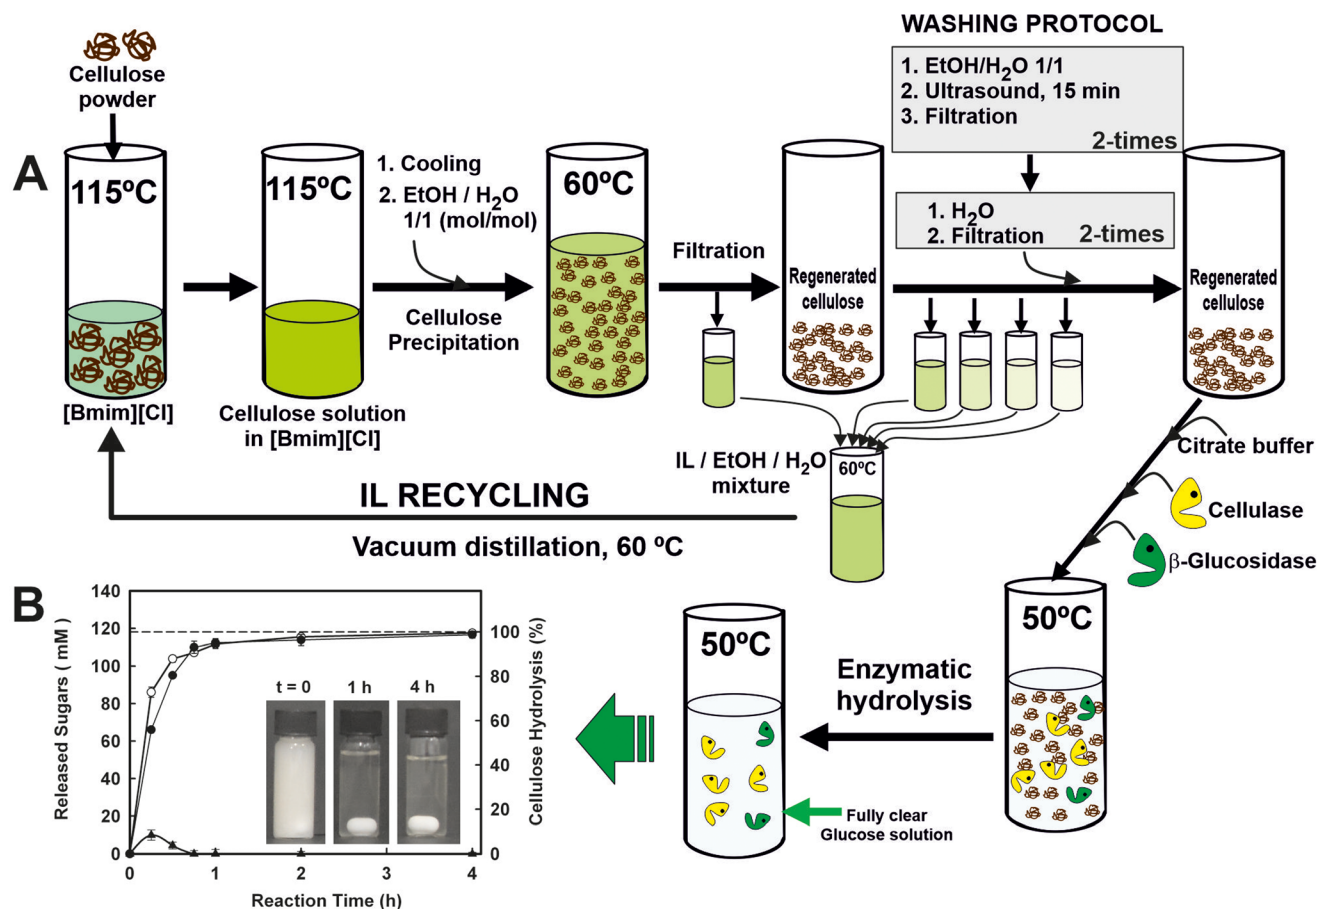 WASHING PROTOCOL
Cellulose
powder
1. EtOH/H₂O 1/1
2. Ultrasound, 15 min
3. Filtration
2-times
A
115ºC
115ºC
1. Cooling
2. EtOH / H₂O
1/1 (mol/mol)
60ºC
1. H₂O
2. Filtration
2-times
Filtration
Regenerated
cellulose
Regenerated
cellulose
Cellulose
Precipitation
[Bmim][Cl]
Cellulose solution
in [Bmim][Cl]
IL / EtOH / H₂O
mixture
60ºC
IL RECYCLING
Vacuum distillation, 60 ºC
Citrate buffer
Cellulase
β-Glucosidase
50ºC
Enzymatic
hydrolysis
50ºC
Fully clear
Glucose solution
B
Released Sugars ( mM )
140
120
100
80
60
40
20
0
t = 0
1 h
4 h
100
80
60
40
20
0
Cellulose Hydrolysis (%)
0
1
2
3
4
Reaction Time (h)